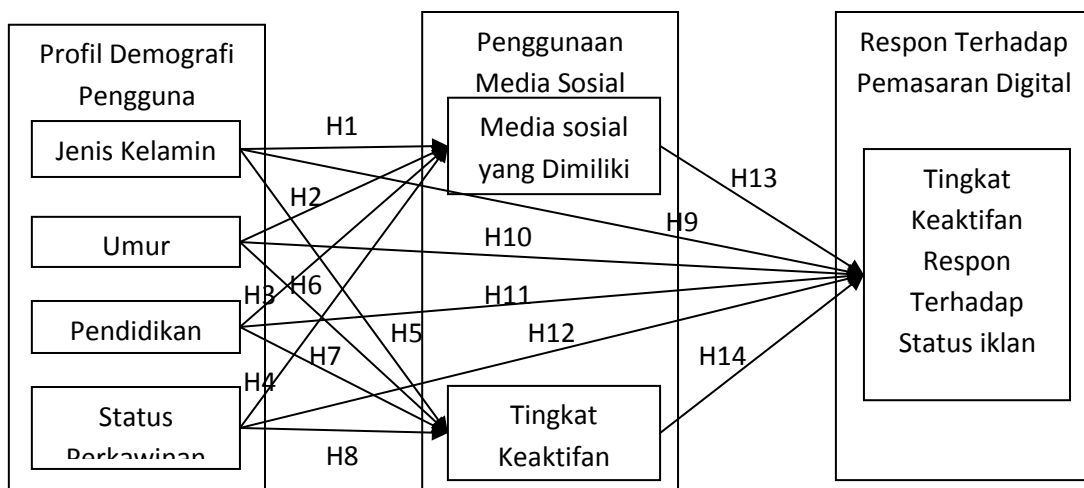 Profil Demografi
Pengguna
Jenis Kelamin
Umur
Pendidikan
Status
Perkawinan
H1
H2
H3
H6
H4
H7
H5
H8
Penggunaan
Media Sosial
Media sosial
yang Dimiliki
H10
H9
H11
H12
Tingkat
Keaktifan
H13
H14
Respon Terhadap
Pemasaran Digital
Tingkat
Keaktifan
Respon
Terhadap
Status iklan